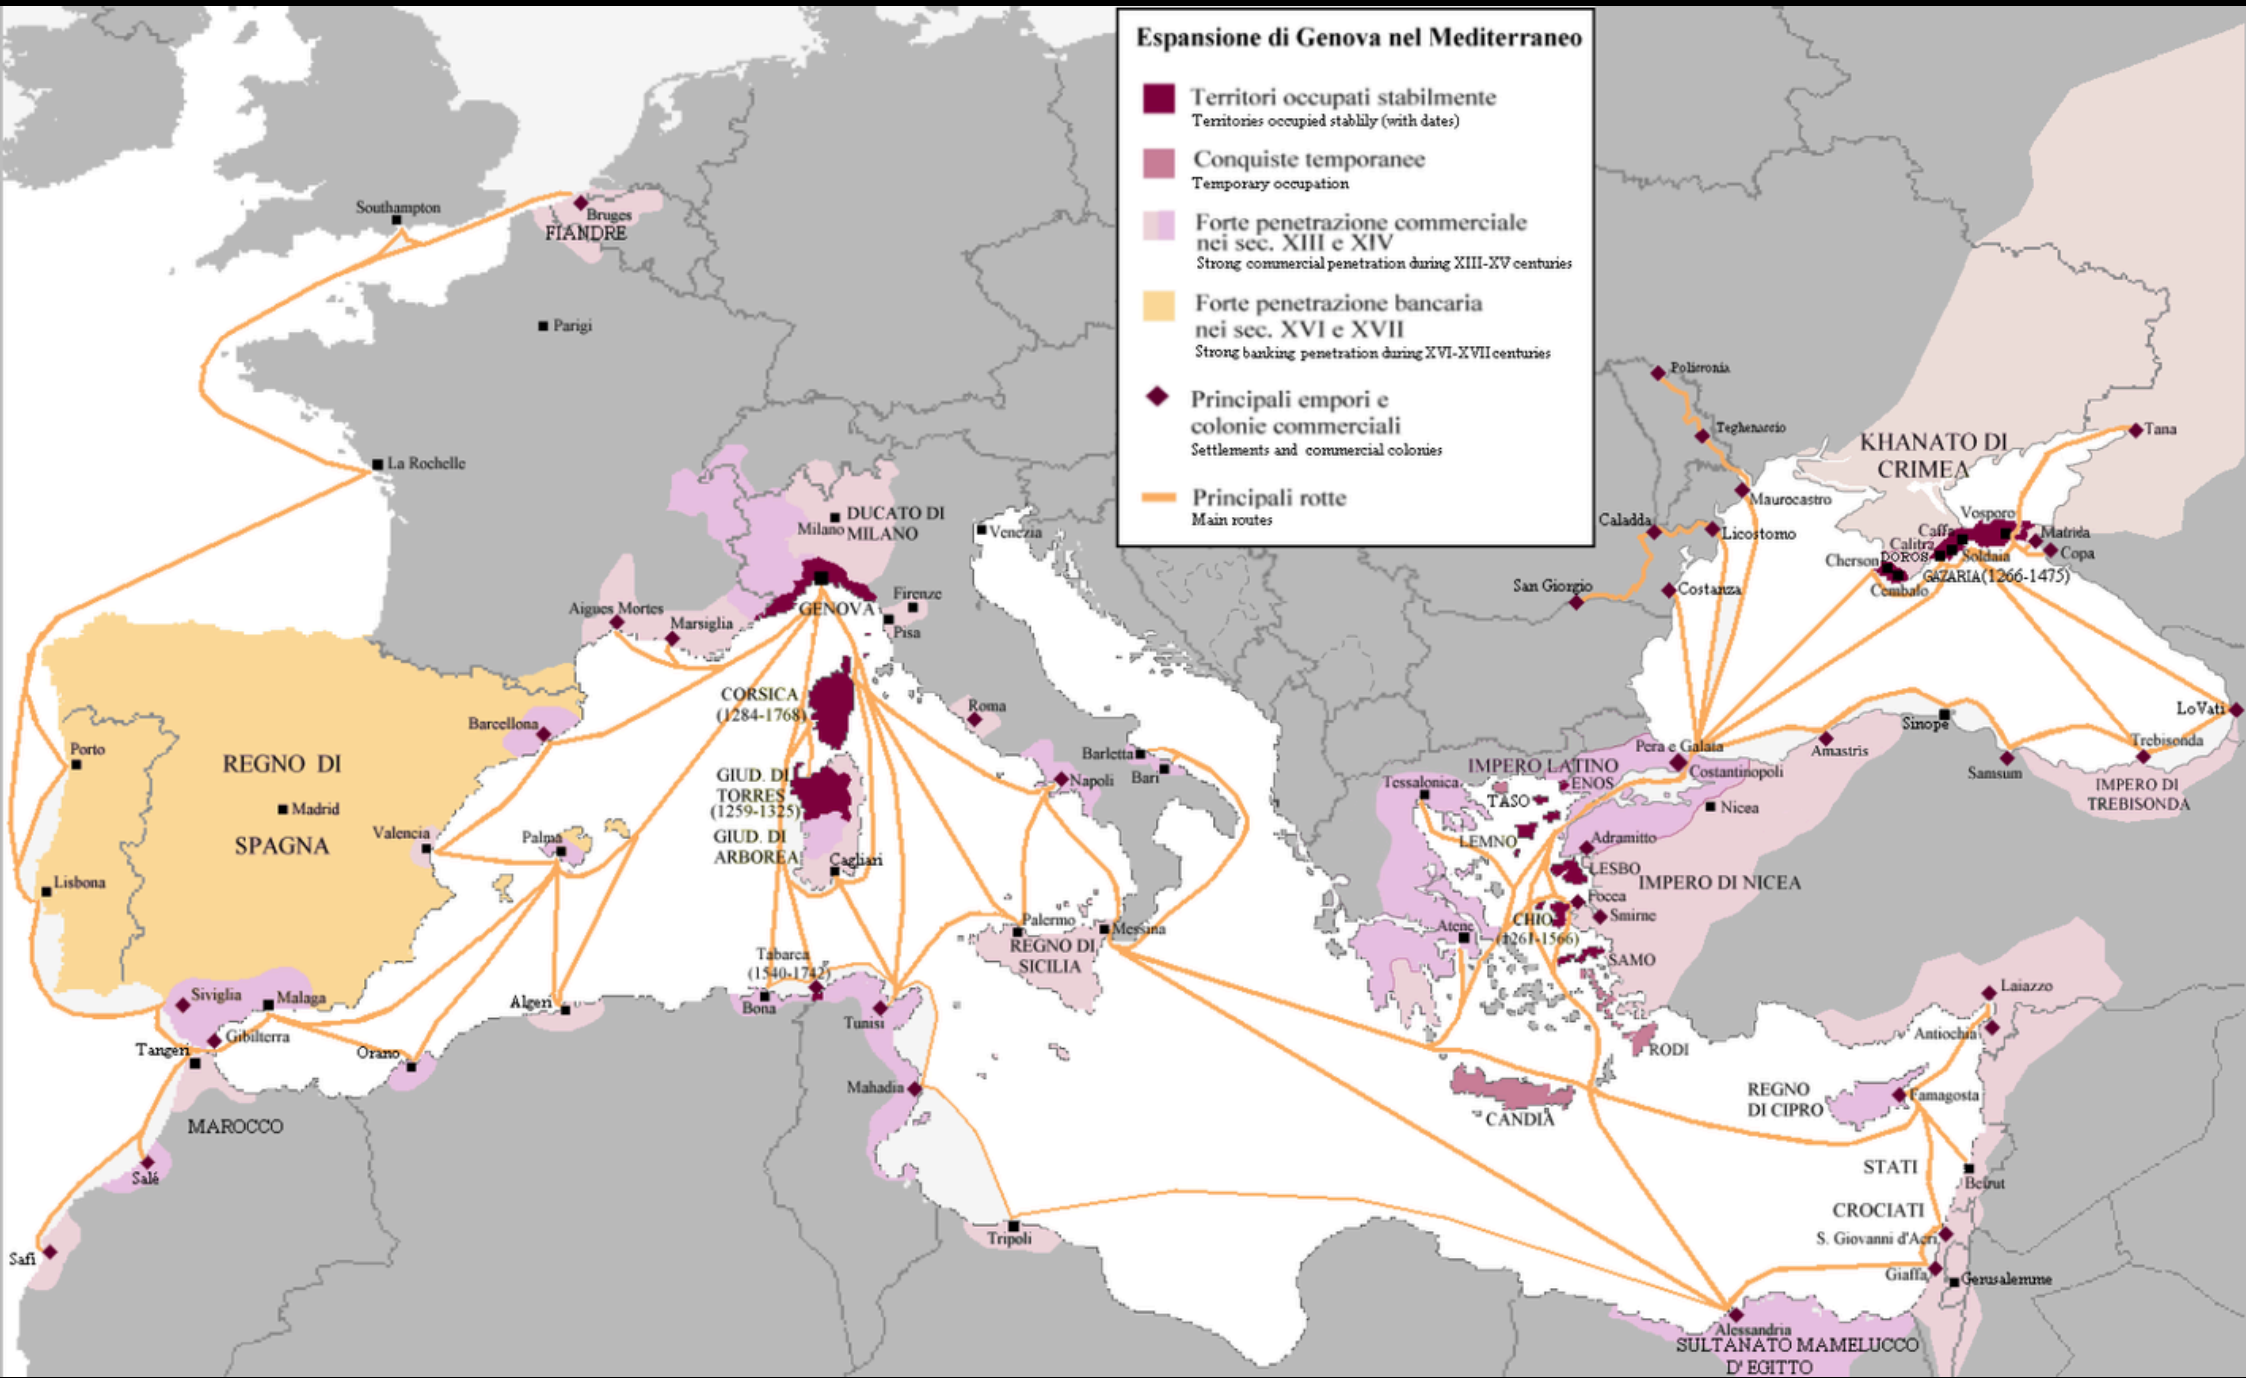 Espansione di Genova nel Mediterraneo
Territori occupati stabilmente
Territories occupied stablily (with dates)
Conquiste temporanee
Temporary occupation
Forte penetrazione commerciale
nei sec. XIII e XIV
Strong commercial penetration during XIII-XV centuries
Forte penetrazione bancaria
nei sec. XVI e XVII
Strong banking penetration during XVI-XVII centuries
Principali empori e
colonie commerciali
Settlements and commercial colonies
Principali rotte
Main routes
Southampton
Bruges
FIANDRE
Parigi
La Rochelle
DUCATO DI
MILANO
Milano
Venezia
GENOVA
Firenze
Pisa
Aigues Mortes
Marsiglia
Barcellona
Porto
REGNO DI
SPAGNA
Madrid
Valencia
Palma
Lisbona
Siviglia
Malaga
Gibilterra
Tangeri
Orano
Algeri
MAROCCO
Salé
Safi
CORSICA
(1284-1768)
GIUD. DI
TORRES
(1259-1325)
GIUD. DI
ARBOREA
Cagliari
Roma
Napoli
Barletta
Bari
Palermo
Messina
REGNO DI
SICILIA
Tabarca
(1540-1742)
Bona
Tunisi
Mahadia
Tripoli
Polisronia
Teghenaccio
Maurocastro
Caladda
Licostomo
San Giorgio
Costanza
KHANATO DI
CRIMEA
Tana
Vosporo
Caffa
Matrida
Calitra
Copa
Cherson
DOROS
Soldaia
GAZARIA(1266-1475)
Cembalo
LoVati
Sinope
Trebisonda
Amastris
Samsum
IMPERO DI
TREBISONDA
Pera e Galata
Costantinopoli
IMPERO LATINO
ENOS
Tessalonica
TASO
Nicea
LEMNO
Adramitto
LESBO
IMPERO DI NICEA
Focea
CHIO
(1261-1566)
Smirne
Atene
SAMO
RODI
CANDIA
Laiazzo
Antiochia
REGNO
DI CIPRO
Famagosta
STATI
CROCIATI
Beirut
S. Giovanni d'Acri
Giaffa
Gerusalemme
Alessandria
SULTANATO MAMELUCCO
D' EGITTO